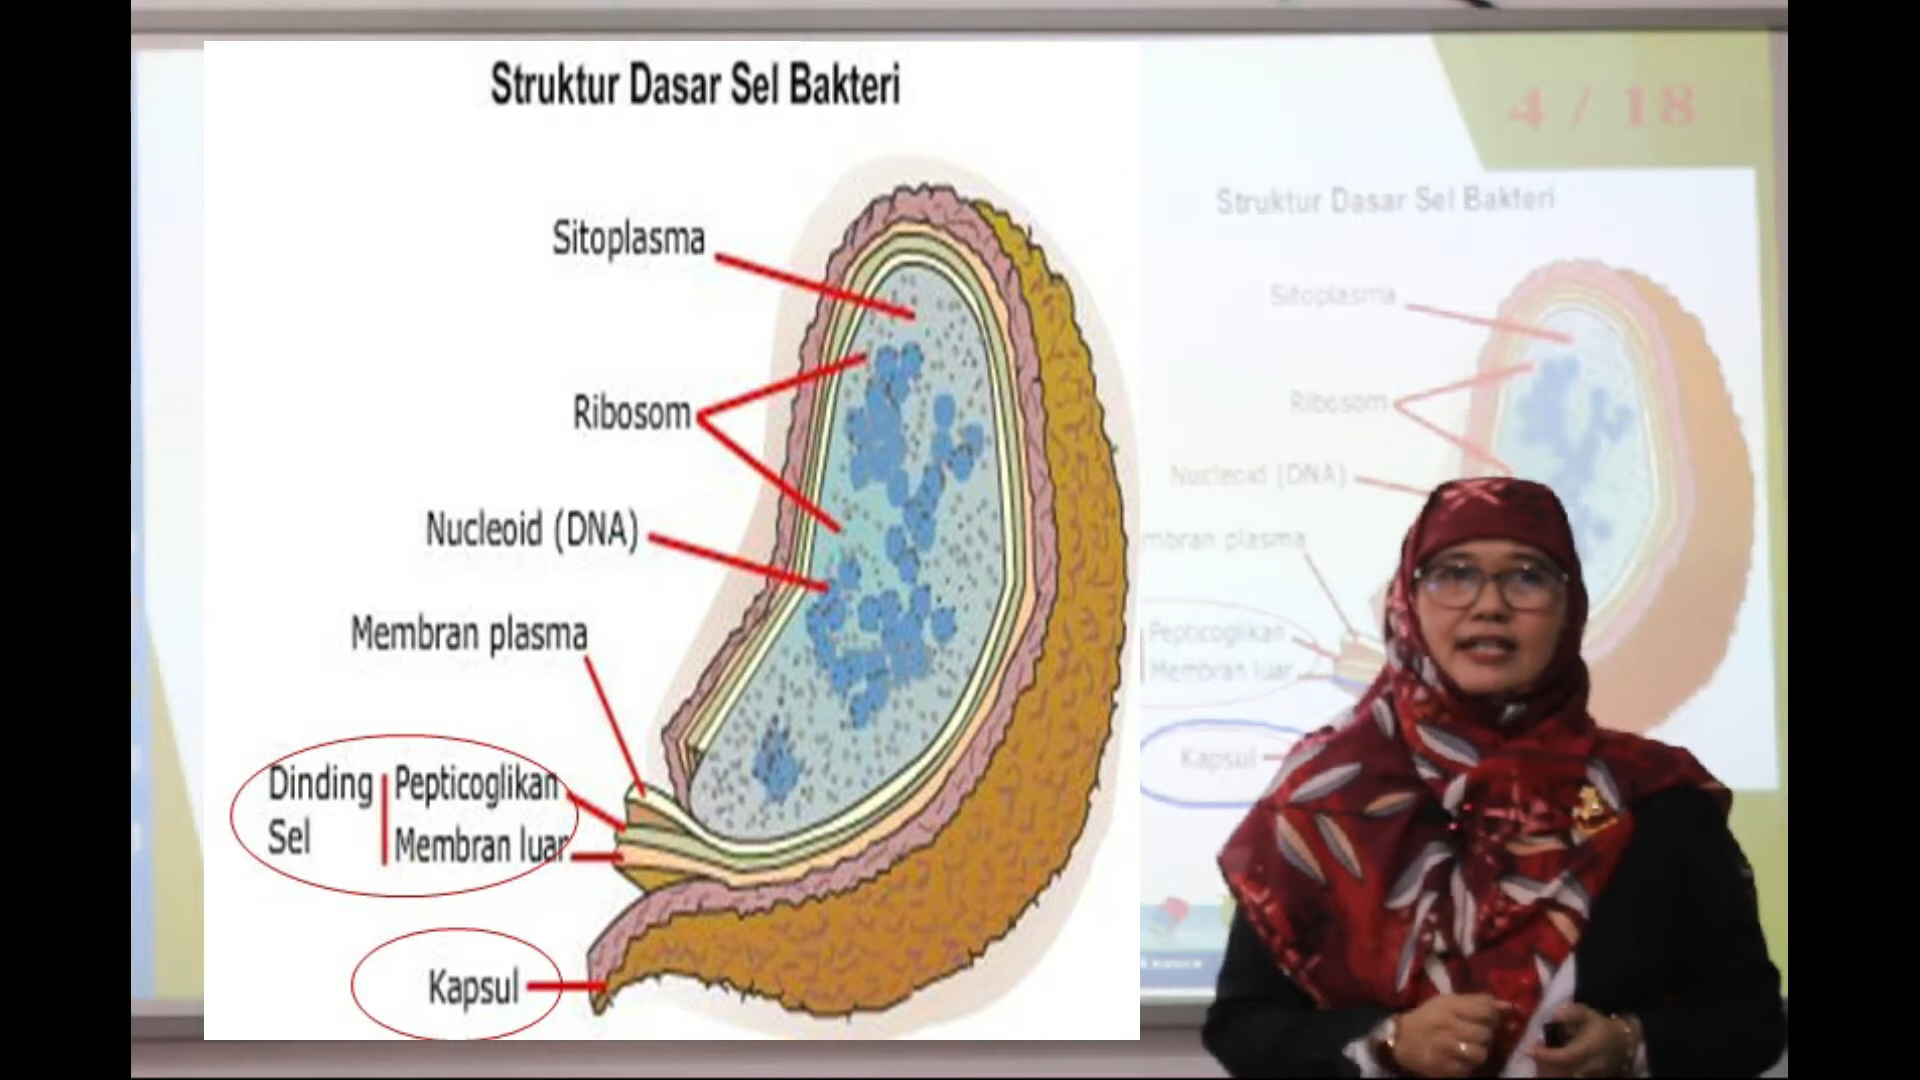 Struktur Dasar Sel Bakteri
Sitoplasma
Ribosom
Nucleoid (DNA)
Membran plasma
Dinding Sel
Pepticoglikan
Membran luar
Kapsul
4 / 18
Struktur Dasar Sel Bakteri
Sitoplasma
Ribosom
Nucleoid (DNA)
mbran plasma
Pepticoglikan
Membran luar
Kapsul